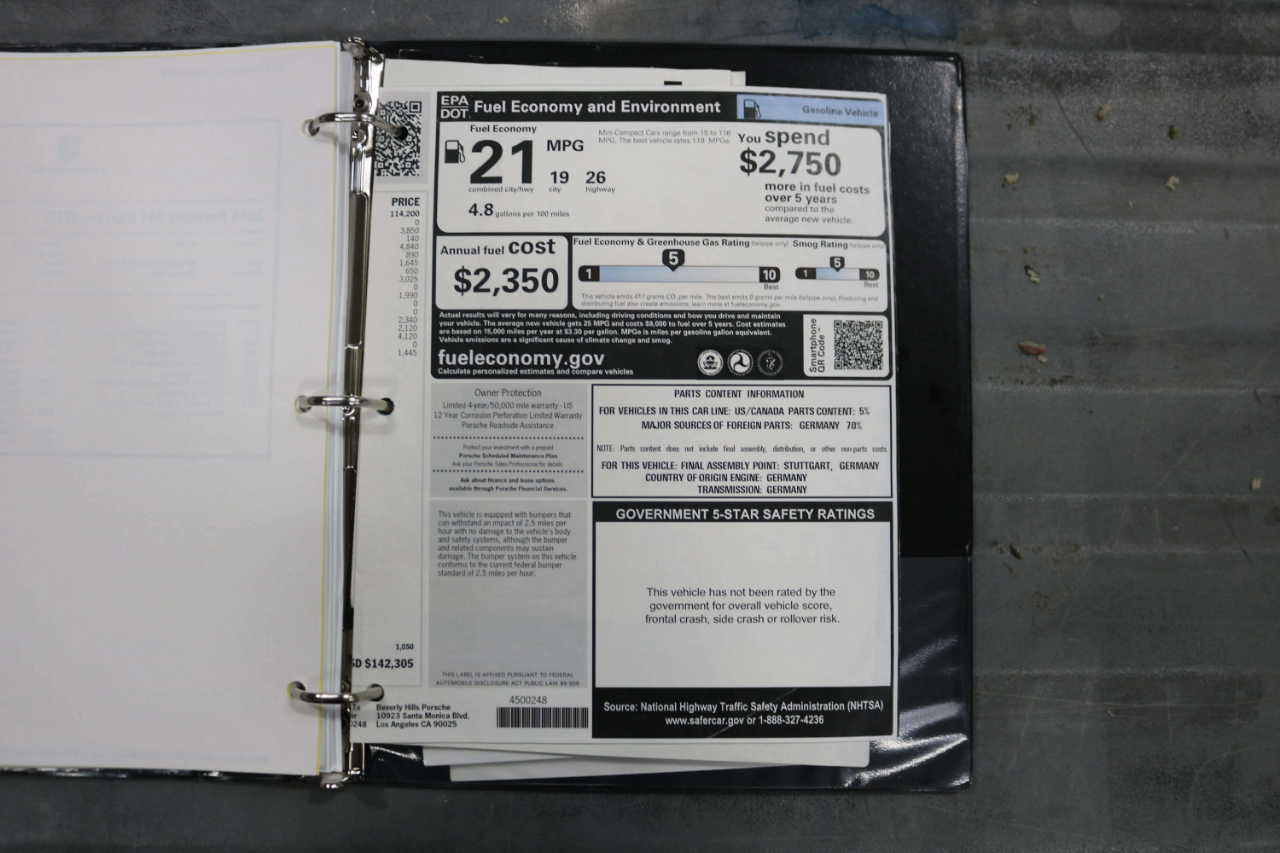 PRICE
114,200
0
3,850
140
4,840
890
1,645
650
3,025
0
1,990
0
0
2,340
2,120
4,120
0
1,445
1,050
SD $142,305
To
Beverly Hills Porsche
10923 Santa Monica Blvd.
Los Angeles CA 90025
4500248
EPA
DOT
Fuel Economy and Environment
Gasoline Vehicle
Fuel Economy
21 MPG
combined city/hwy
19
city
26
highway
4.8 gallons per 100 miles
Mini-Compact Cars range from 15 to 116
MPG. The best vehicle rates 119 MPGe.
You spend
$2,750
more in fuel costs
over 5 years
compared to the
average new vehicle.
Annual fuel cost
$2,350
Fuel Economy & Greenhouse Gas Rating (tailpipe only)
1
5
10
Best
Smog Rating (tailpipe only)
1
5
10
Best
This vehicle emits 417 grams CO2 per mile. The best emits 0 grams per mile (tailpipe only). Producing and
distributing fuel also create emissions; learn more at fueleconomy.gov.
Actual results will vary for many reasons, including driving conditions and how you drive and maintain
your vehicle. The average new vehicle gets 25 MPG and costs $9,000 to fuel over 5 years. Cost estimates
are based on 15,000 miles per year at $3.30 per gallon. MPGe is miles per gasoline gallon equivalent.
Vehicle emissions are a significant cause of climate change and smog.
fueleconomy.gov
Calculate personalized estimates and compare vehicles
Smartphone
QR Code™
Owner Protection
Limited 4-year/50,000 mile warranty - US
12 Year Corrosion Perforation Limited Warranty
Porsche Roadside Assistance
Protect your investment with a prepaid
Porsche Scheduled Maintenance Plan
Ask your Porsche Sales Professional for details.
Ask about finance and lease options
available through Porsche Financial Services.
This vehicle is equipped with bumpers that
can withstand an impact of 2.5 miles per
hour with no damage to the vehicle's body
and safety systems, although the bumper
and related components may sustain
damage. The bumper system on this vehicle
conforms to the current federal bumper
standard of 2.5 miles per hour.
THIS LABEL IS AFFIXED PURSUANT TO FEDERAL
AUTOMOBILE DISCLOSURE ACT PUBLIC LAW 85-506
PARTS CONTENT INFORMATION
FOR VEHICLES IN THIS CAR LINE: US/CANADA PARTS CONTENT: 5%
MAJOR SOURCES OF FOREIGN PARTS: GERMANY 70%
NOTE: Parts content does not include final assembly, distribution, or other non-parts costs.
FOR THIS VEHICLE: FINAL ASSEMBLY POINT: STUTTGART, GERMANY
COUNTRY OF ORIGIN ENGINE: GERMANY
TRANSMISSION: GERMANY
GOVERNMENT 5-STAR SAFETY RATINGS
This vehicle has not been rated by the
government for overall vehicle score,
frontal crash, side crash or rollover risk.
Source: National Highway Traffic Safety Administration (NHTSA)
www.safercar.gov or 1-888-327-4236